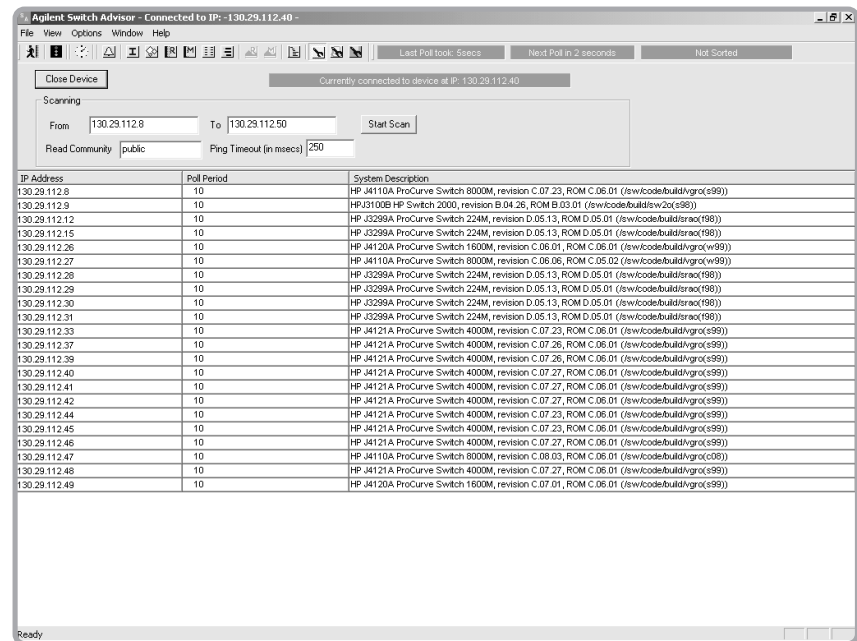 Agilent Switch Advisor - Connected to IP: -130.29.112.40 -
File View Options Window Help
Last Poll took: 5secs Next Poll in 2 seconds Not Sorted
Close Device Currently connected to device at IP: 130.29.112.40
Scanning
From 130.29.112.8 To 130.29.112.50 Start Scan
Read Community public Ping Timeout (in msecs) 250
IP Address Poll Period System Description
130.29.112.8 10 HP J4110A ProCurve Switch 8000M, revision C.07.23, ROM C.06.01 (/sw/code/build/vgro(s99))
130.29.112.9 10 HPJ3100B HP Switch 2000, revision B.04.26, ROM B.03.01 (/sw/code/build/sw2o(s98))
130.29.112.12 10 HP J3299A ProCurve Switch 224M, revision D.05.13, ROM D.05.01 (/sw/code/build/srao(f98))
130.29.112.15 10 HP J3299A ProCurve Switch 224M, revision D.05.13, ROM D.05.01 (/sw/code/build/srao(f98))
130.29.112.26 10 HP J4120A ProCurve Switch 1600M, revision C.06.01, ROM C.06.01 (/sw/code/build/vgro(w99))
130.29.112.27 10 HP J4110A ProCurve Switch 8000M, revision C.06.06, ROM C.05.02 (/sw/code/build/vgro(w99))
130.29.112.28 10 HP J3299A ProCurve Switch 224M, revision D.05.13, ROM D.05.01 (/sw/code/build/srao(f98))
130.29.112.29 10 HP J3299A ProCurve Switch 224M, revision D.05.13, ROM D.05.01 (/sw/code/build/srao(f98))
130.29.112.30 10 HP J3299A ProCurve Switch 224M, revision D.05.13, ROM D.05.01 (/sw/code/build/srao(f98))
130.29.112.31 10 HP J3299A ProCurve Switch 224M, revision D.05.13, ROM D.05.01 (/sw/code/build/srao(f98))
130.29.112.33 10 HP J4121A ProCurve Switch 4000M, revision C.07.23, ROM C.06.01 (/sw/code/build/vgro(s99))
130.29.112.37 10 HP J4121A ProCurve Switch 4000M, revision C.07.26, ROM C.06.01 (/sw/code/build/vgro(s99))
130.29.112.39 10 HP J4121A ProCurve Switch 4000M, revision C.07.26, ROM C.06.01 (/sw/code/build/vgro(s99))
130.29.112.40 10 HP J4121A ProCurve Switch 4000M, revision C.07.27, ROM C.06.01 (/sw/code/build/vgro(s99))
130.29.112.41 10 HP J4121A ProCurve Switch 4000M, revision C.07.27, ROM C.06.01 (/sw/code/build/vgro(s99))
130.29.112.42 10 HP J4121A ProCurve Switch 4000M, revision C.07.27, ROM C.06.01 (/sw/code/build/vgro(s99))
130.29.112.44 10 HP J4121A ProCurve Switch 4000M, revision C.07.23, ROM C.06.01 (/sw/code/build/vgro(s99))
130.29.112.45 10 HP J4121A ProCurve Switch 4000M, revision C.07.23, ROM C.06.01 (/sw/code/build/vgro(s99))
130.29.112.46 10 HP J4121A ProCurve Switch 4000M, revision C.07.27, ROM C.06.01 (/sw/code/build/vgro(s99))
130.29.112.47 10 HP J4110A ProCurve Switch 8000M, revision C.08.03, ROM C.06.01 (/sw/code/build/vgro(c08))
130.29.112.48 10 HP J4121A ProCurve Switch 4000M, revision C.07.27, ROM C.06.01 (/sw/code/build/vgro(s99))
130.29.112.49 10 HP J4120A ProCurve Switch 1600M, revision C.07.01, ROM C.06.01 (/sw/code/build/vgro(s99))
Ready